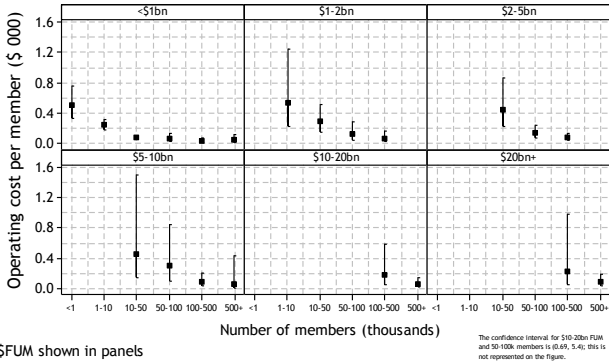 <$1bn
$1-2bn
$2-5bn
1.6
1.2
0.8
0.4
0.0
$5-10bn
$10-20bn
$20bn+
1.6
1.2
0.8
0.4
0.0
Operating cost per member ($ 000)
<1 1-10 10-50 50-100 100-500 500+
<1 1-10 10-50 50-100 100-500 500+
<1 1-10 10-50 50-100 100-500 500+
Number of members (thousands)
$FUM shown in panels
The confidence interval for $10-20bn FUM
and 50-100k members is (0.69, 5.4); this is
not represented on the figure.